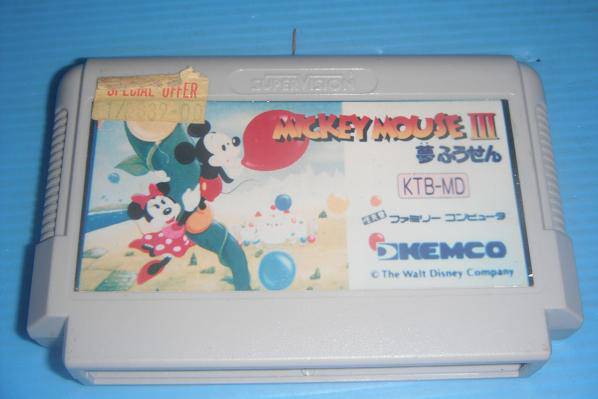 SUPERVISION
SPECIAL OFFER
MICKEY MOUSE III
夢ふうせん
KTB-MD
ファミリー コンピュータ
KEMCO
© The Walt Disney Company